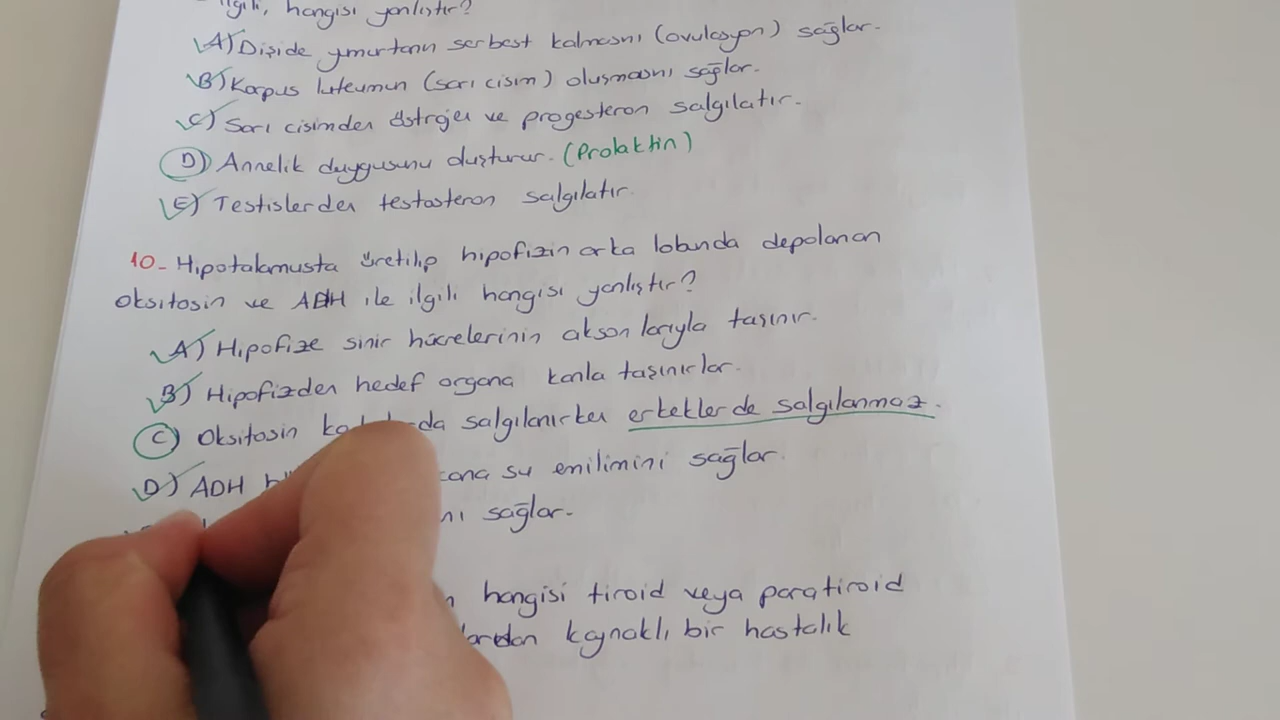 ilgili, hangisi yanlıştır?
A) Dişide yumurtanın serbest kalmasını (ovulasyon) sağlar.
B) Korpus luteumun (sarı cisim) oluşmasını sağlar.
C) Sarı cisimden östrojen ve progesteron salgılatır.
D) Annelik duygusunu oluşturur. (Prolaktin)
E) Testislerden testosteron salgılatır.
10- Hipotalamusta üretilip hipofizin arka lobunda depolanan
Oksitosin ve ADH ile ilgili hangisi yanlıştır?
A) Hipofize sinir hücrelerinin aksonlarıyla taşınır.
B) Hipofizden hedef organa kanla taşınırlar.
C) Oksitosin salgılanırken erkeklerde salgılanmaz.
D) ADH su emilimini sağlar.
sağlar.
hangisi tiroid veya paratiroid
kaynaklı bir hastalık